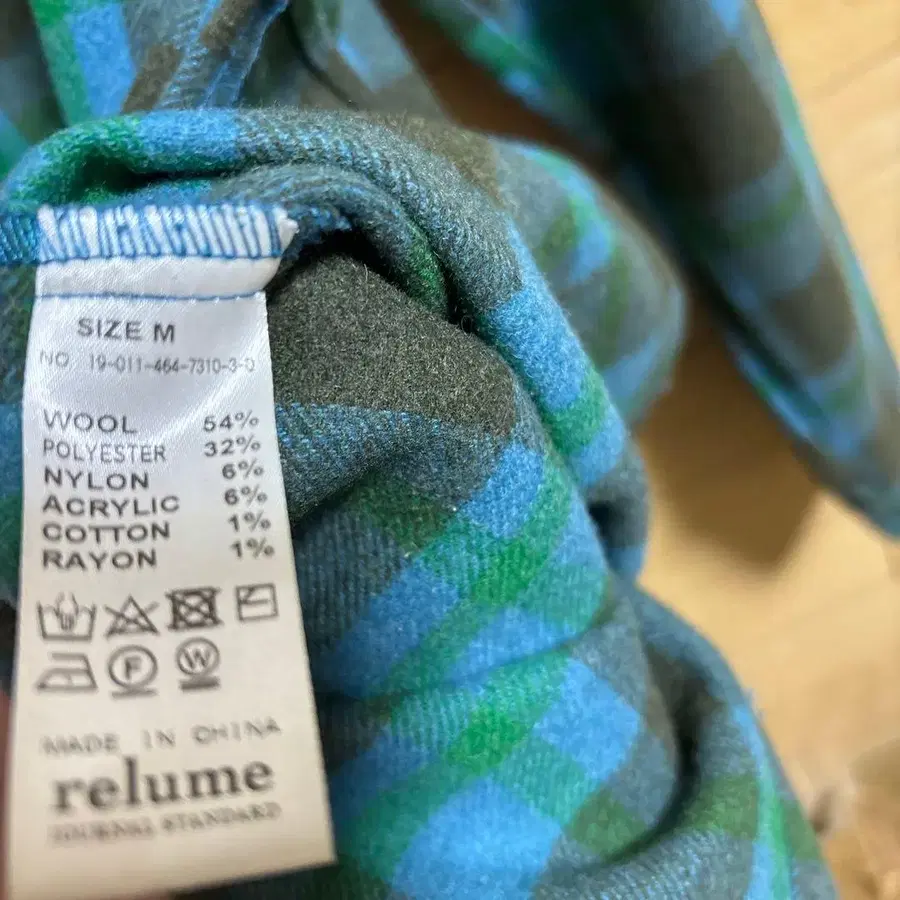 SIZE M
NO 19-011-464-7310-3-0
WOOL 54%
POLYESTER 32%
NYLON 6%
ACRYLIC 6%
COTTON 1%
RAYON 1%
F W
MADE IN CHINA
relume
JOURNAL STANDARD